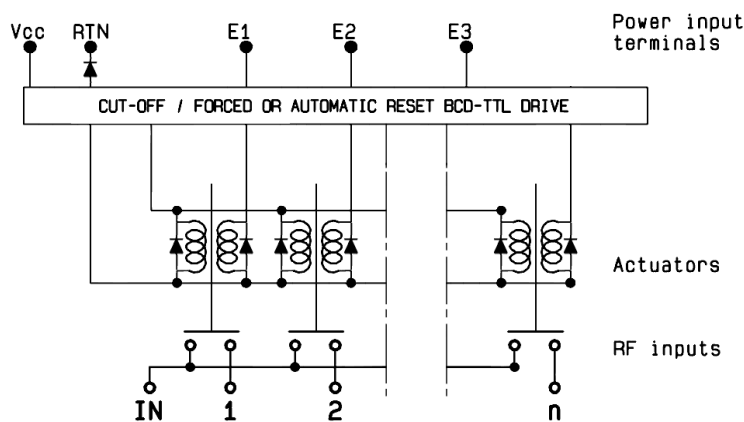 Vcc RTN E1 E2 E3 Power input
terminals
CUT-OFF / FORCED OR AUTOMATIC RESET BCD-TTL DRIVE
Actuators
RF inputs
IN 1 2 n